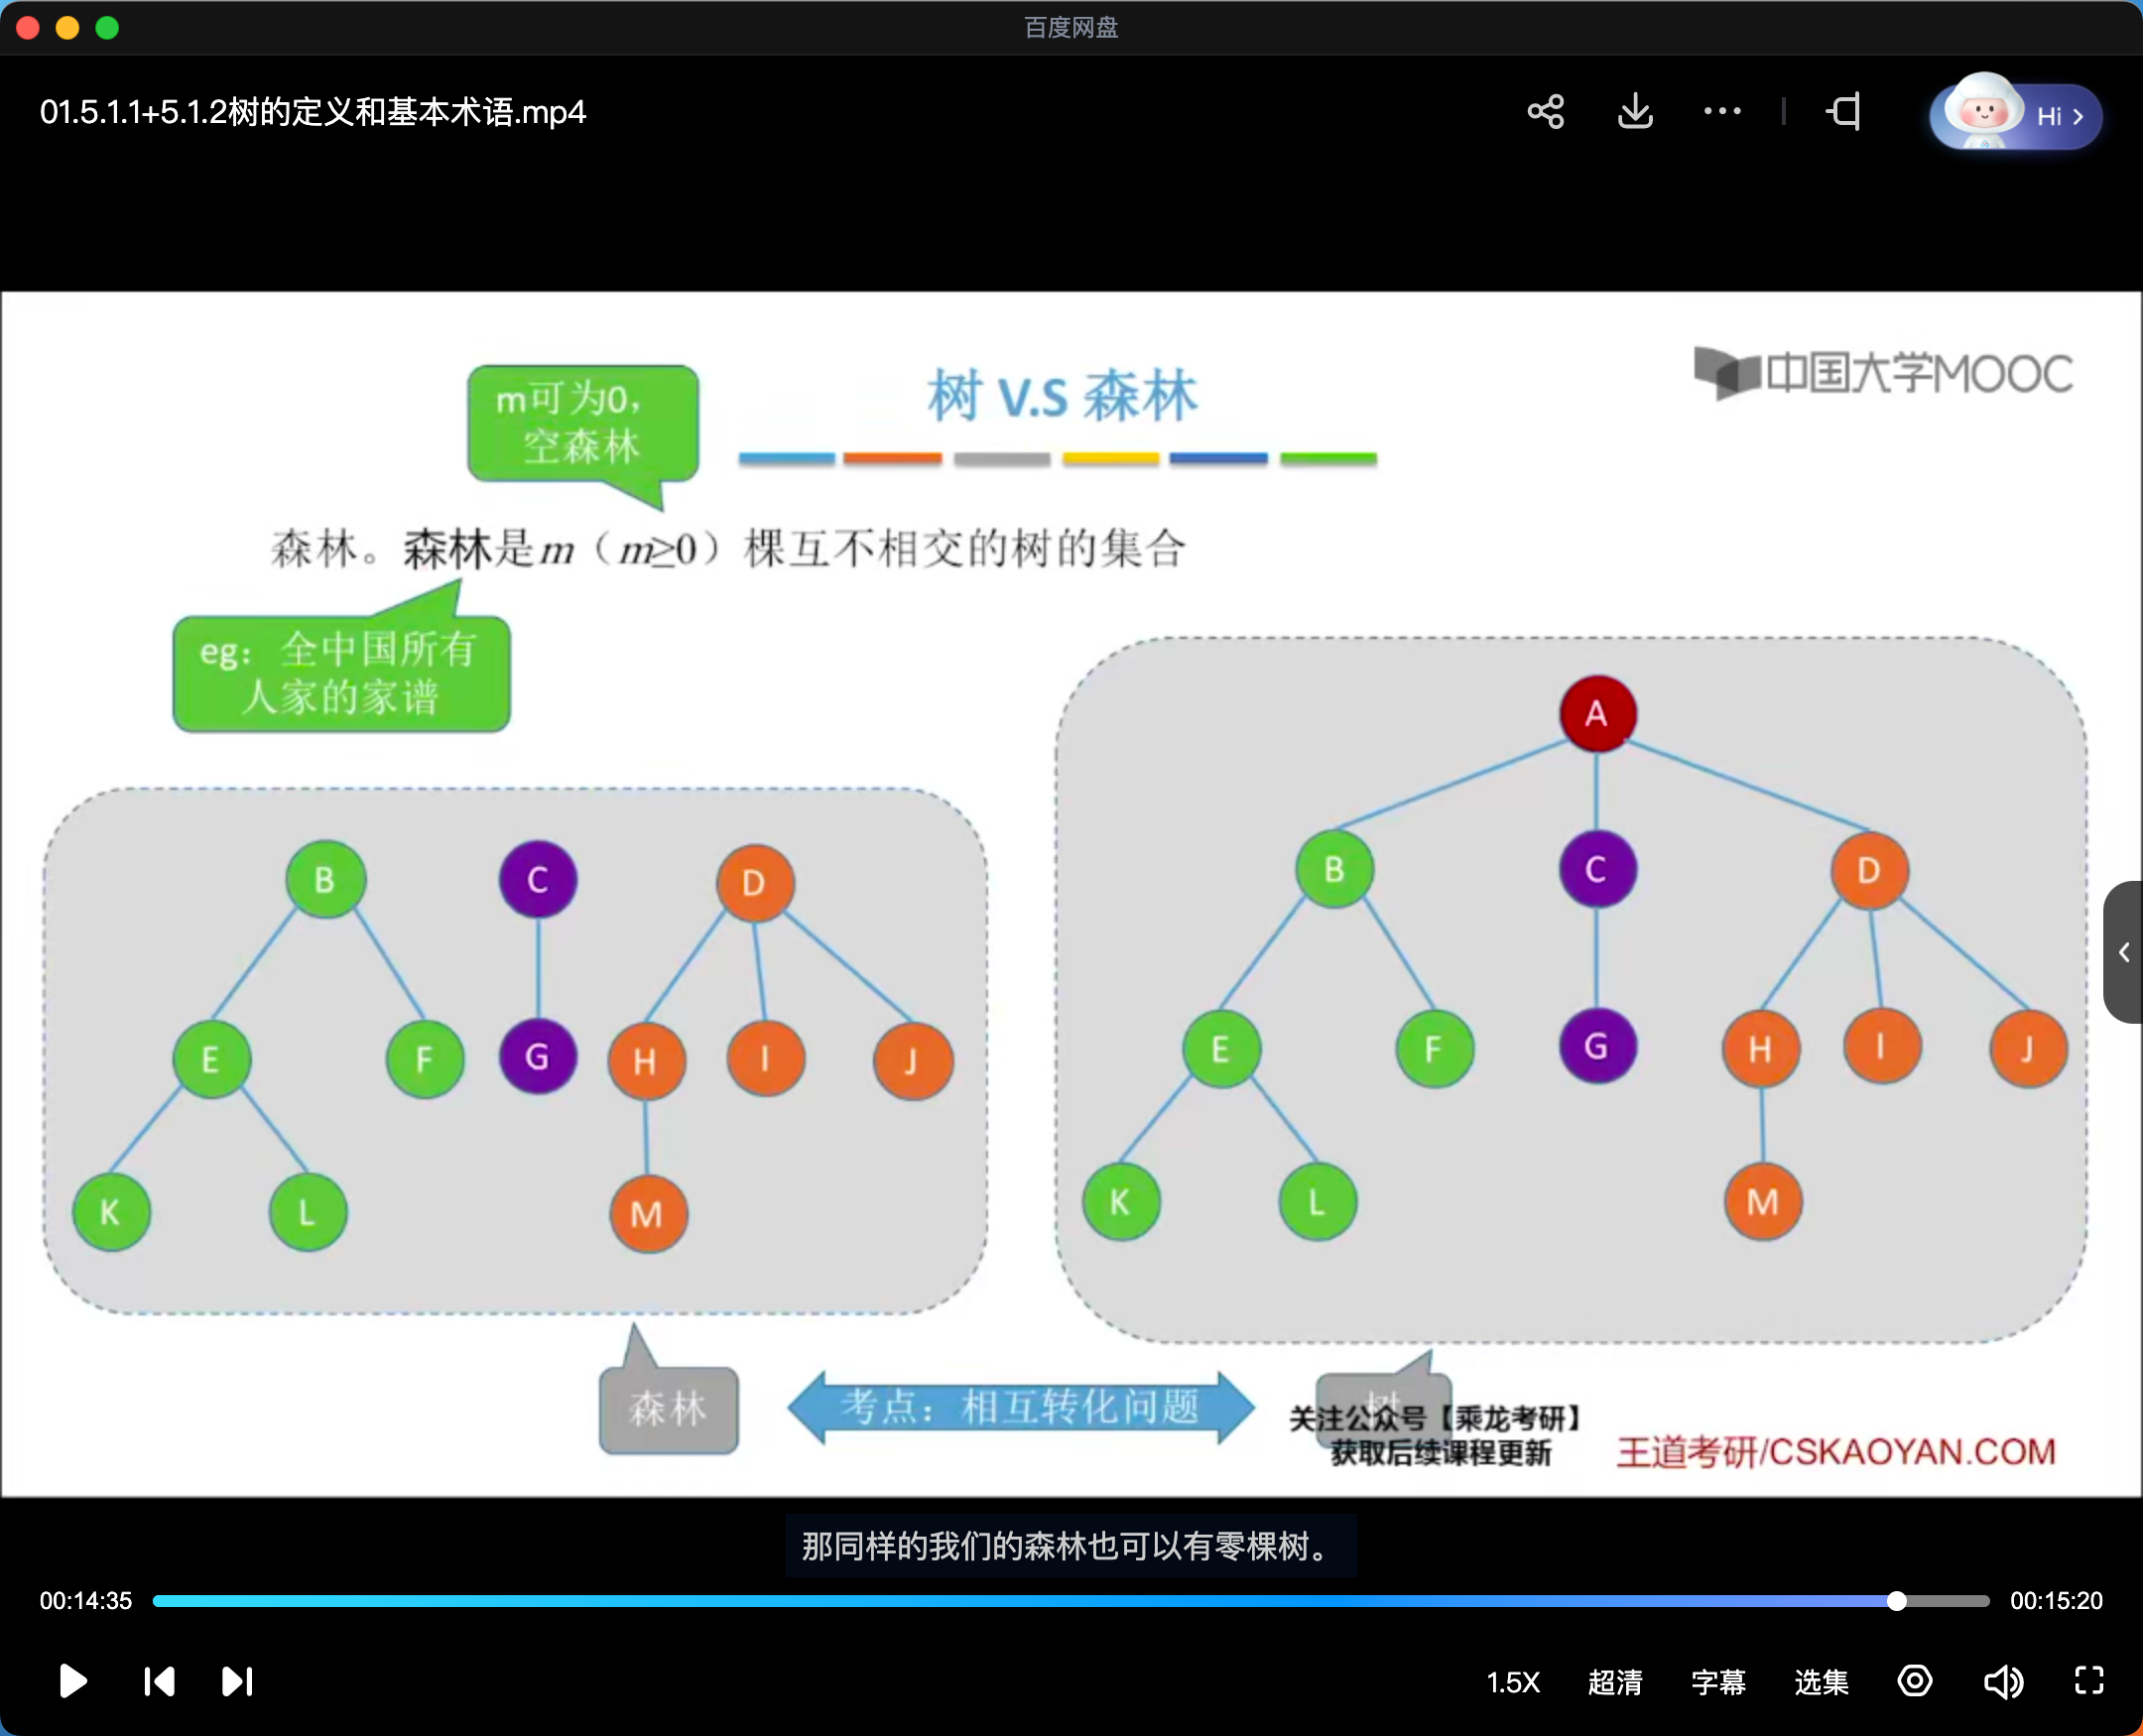 百度网盘
01.5.1.1+5.1.2树的定义和基本术语.mp4
Hi
中国大学MOOC
树 V.S 森林
m可为0，
空森林
森林。森林是m（m≥0）棵互不相交的树的集合
eg：全中国所有
人家的家谱
B
C
D
E
F
G
H
I
J
K
L
M
A
B
C
D
E
F
G
H
I
J
K
L
M
森林
考点：相互转化问题
树
关注公众号【乘龙考研】
获取后续课程更新
王道考研/CSKAOYAN.COM
那同样的我们的森林也可以有零棵树。
00:14:35
00:15:20
1.5X
超清
字幕
选集